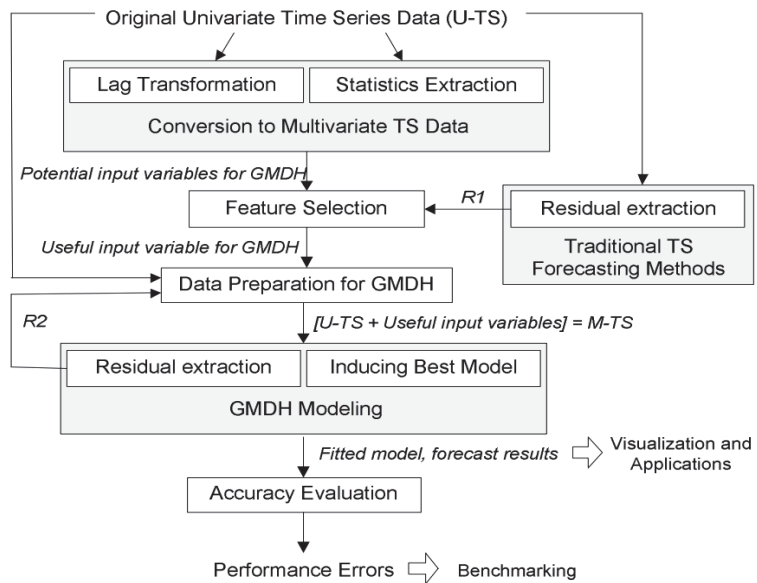 Original Univariate Time Series Data (U-TS)
Lag Transformation
Statistics Extraction
Conversion to Multivariate TS Data
Potential input variables for GMDH
R1
Feature Selection
Residual extraction
Traditional TS
Forecasting Methods
Useful input variable for GMDH
Data Preparation for GMDH
R2
[U-TS + Useful input variables] = M-TS
Residual extraction
Inducing Best Model
GMDH Modeling
Fitted model, forecast results
Visualization and
Applications
Accuracy Evaluation
Performance Errors
Benchmarking